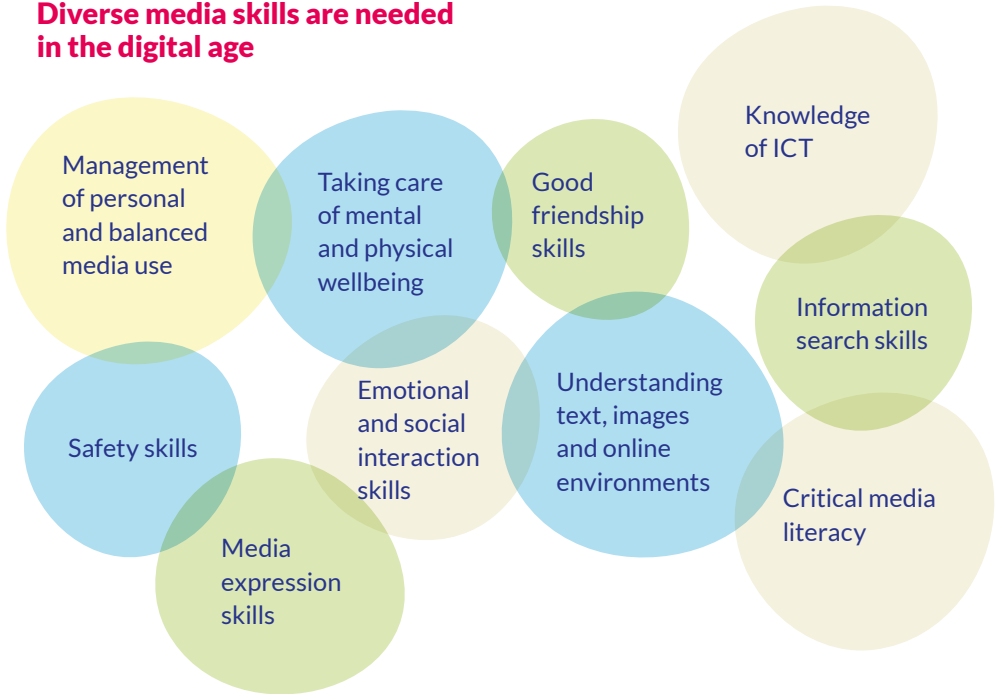 Diverse media skills are needed
in the digital age
Management
of personal
and balanced
media use
Taking care
of mental
and physical
wellbeing
Good
friendship
skills
Knowledge
of ICT
Information
search skills
Safety skills
Emotional
and social
interaction
skills
Understanding
text, images
and online
environments
Critical media
literacy
Media
expression
skills